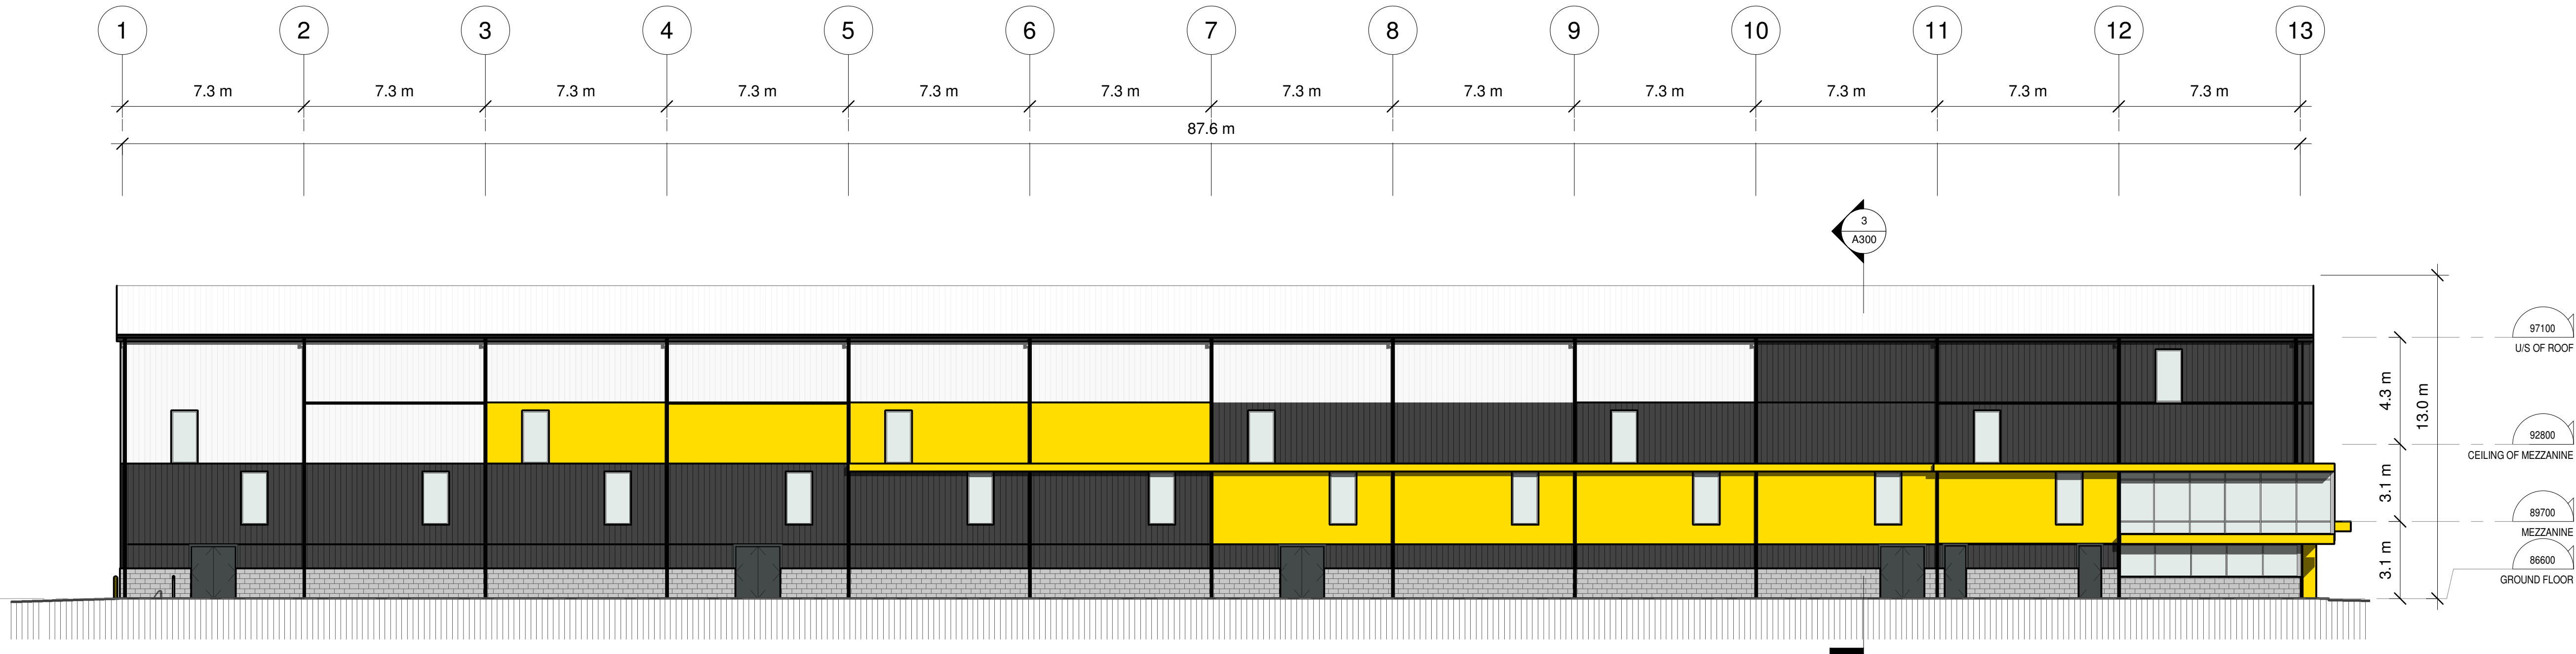 1 2 3 4 5 6 7 8 9 10 11 12 13
7.3 m 7.3 m 7.3 m 7.3 m 7.3 m 7.3 m 7.3 m 7.3 m 7.3 m 7.3 m 7.3 m 7.3 m
87.6 m
3
A300
4.3 m
3.1 m
3.1 m
13.0 m
97100
U/S OF ROOF
92800
CEILING OF MEZZANINE
89700
MEZZANINE
86600
GROUND FLOOR